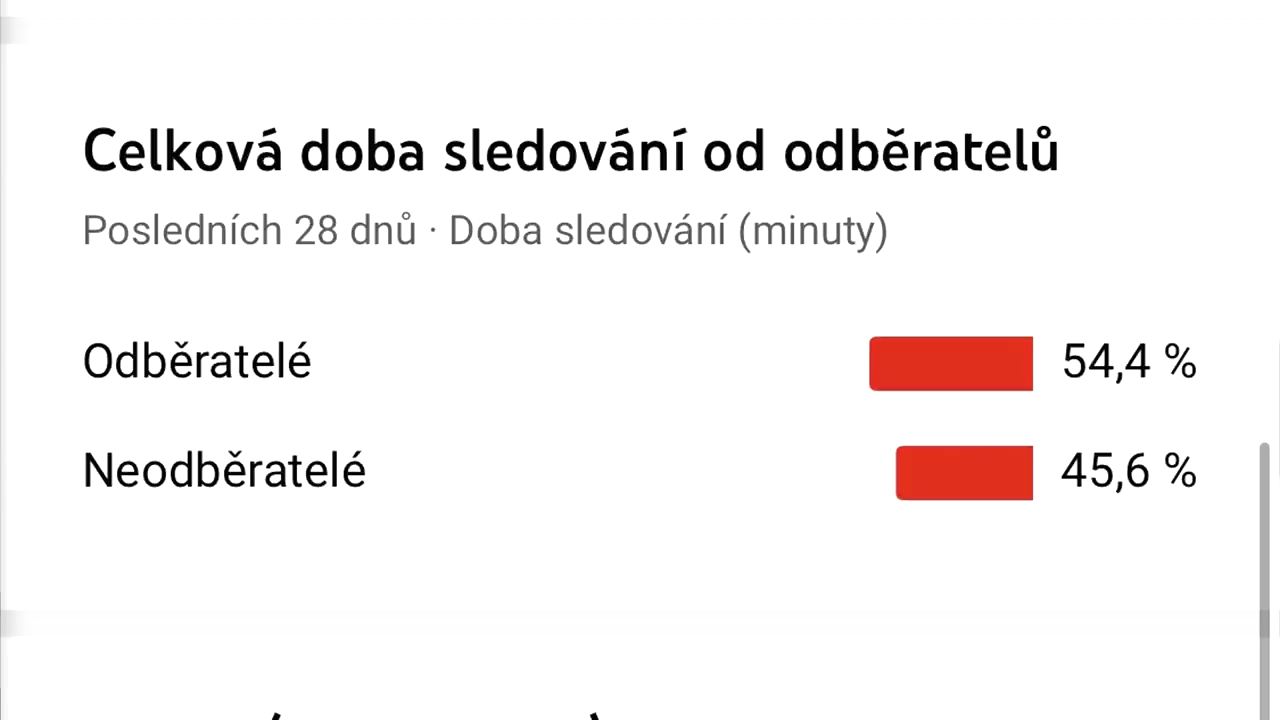 Celková doba sledování od odběratelů
Posledních 28 dnů · Doba sledování (minuty)
Odběratelé 54,4 %
Neodběratelé 45,6 %